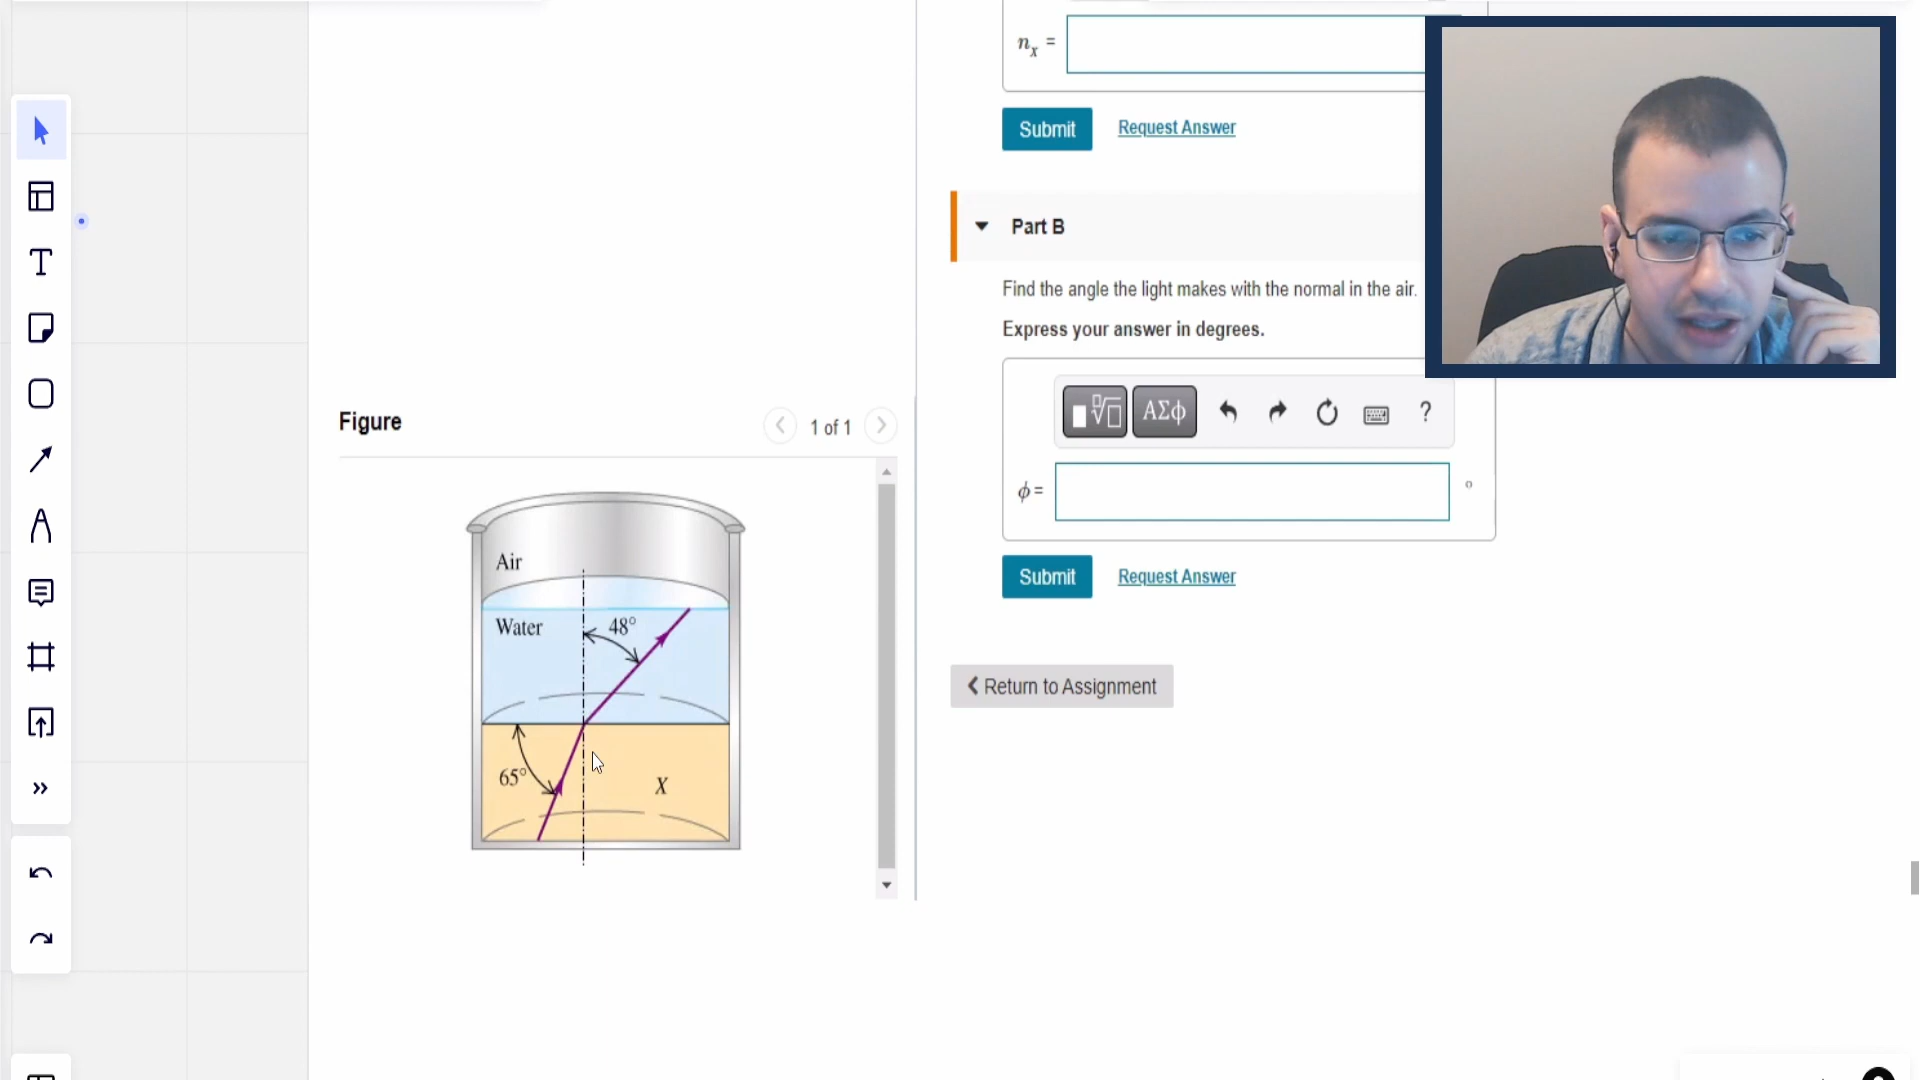 nx =
Submit Request Answer
Part B
Find the angle the light makes with the normal in the air.
Express your answer in degrees.
ΑΣφ ?
ϕ = °
Submit Request Answer
Return to Assignment
Figure
1 of 1
Air
Water
48°
65°
X
T